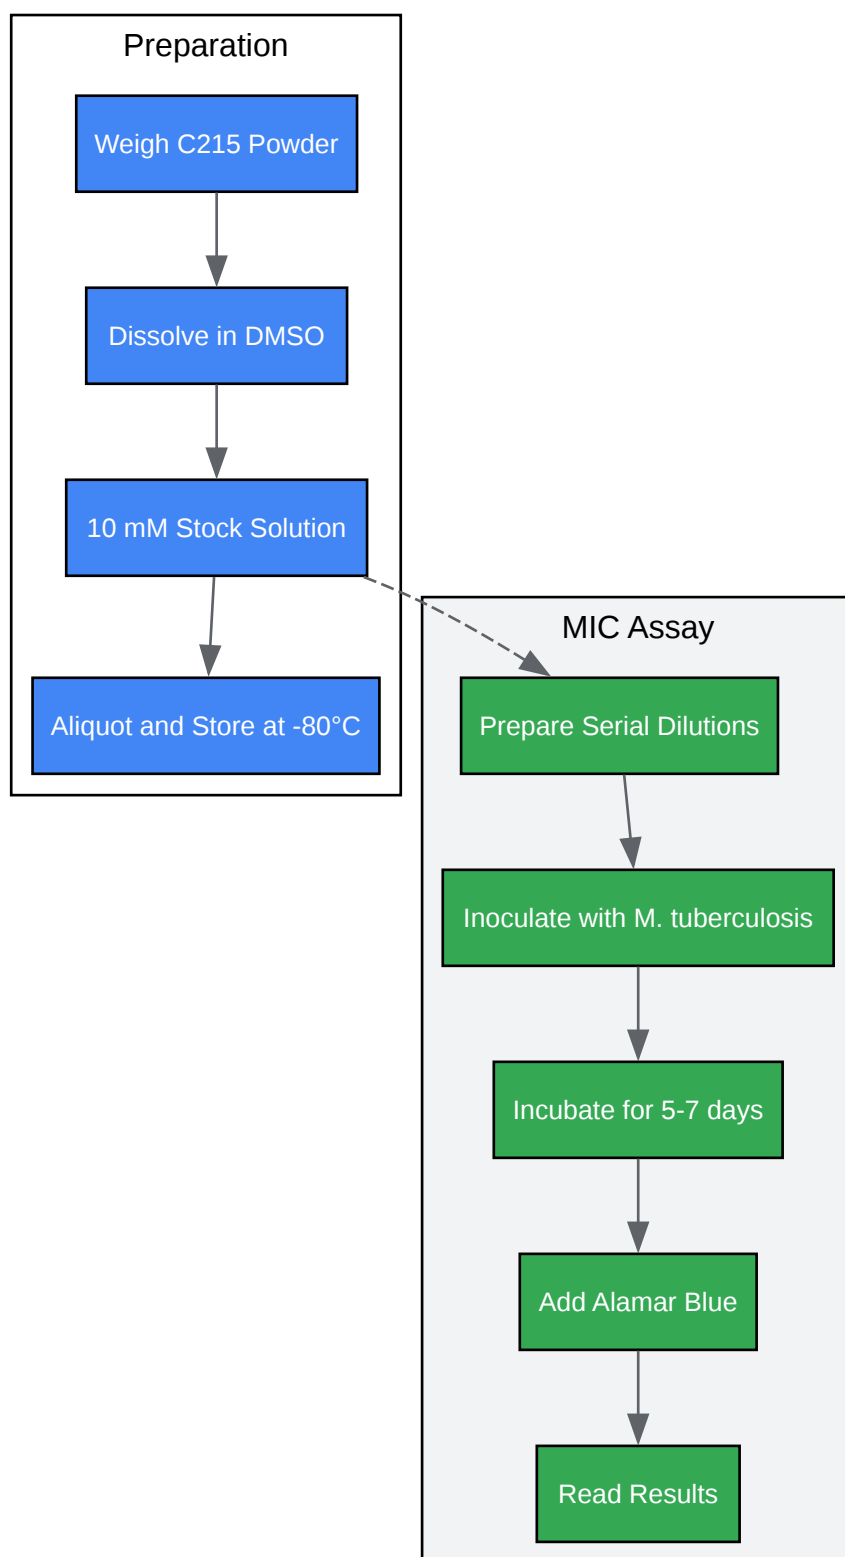 Preparation
Weigh C215 Powder
Dissolve in DMSO
10 mM Stock Solution
Aliquot and Store at -80°C
MIC Assay
Prepare Serial Dilutions
Inoculate with M. tuberculosis
Incubate for 5-7 days
Add Alamar Blue
Read Results